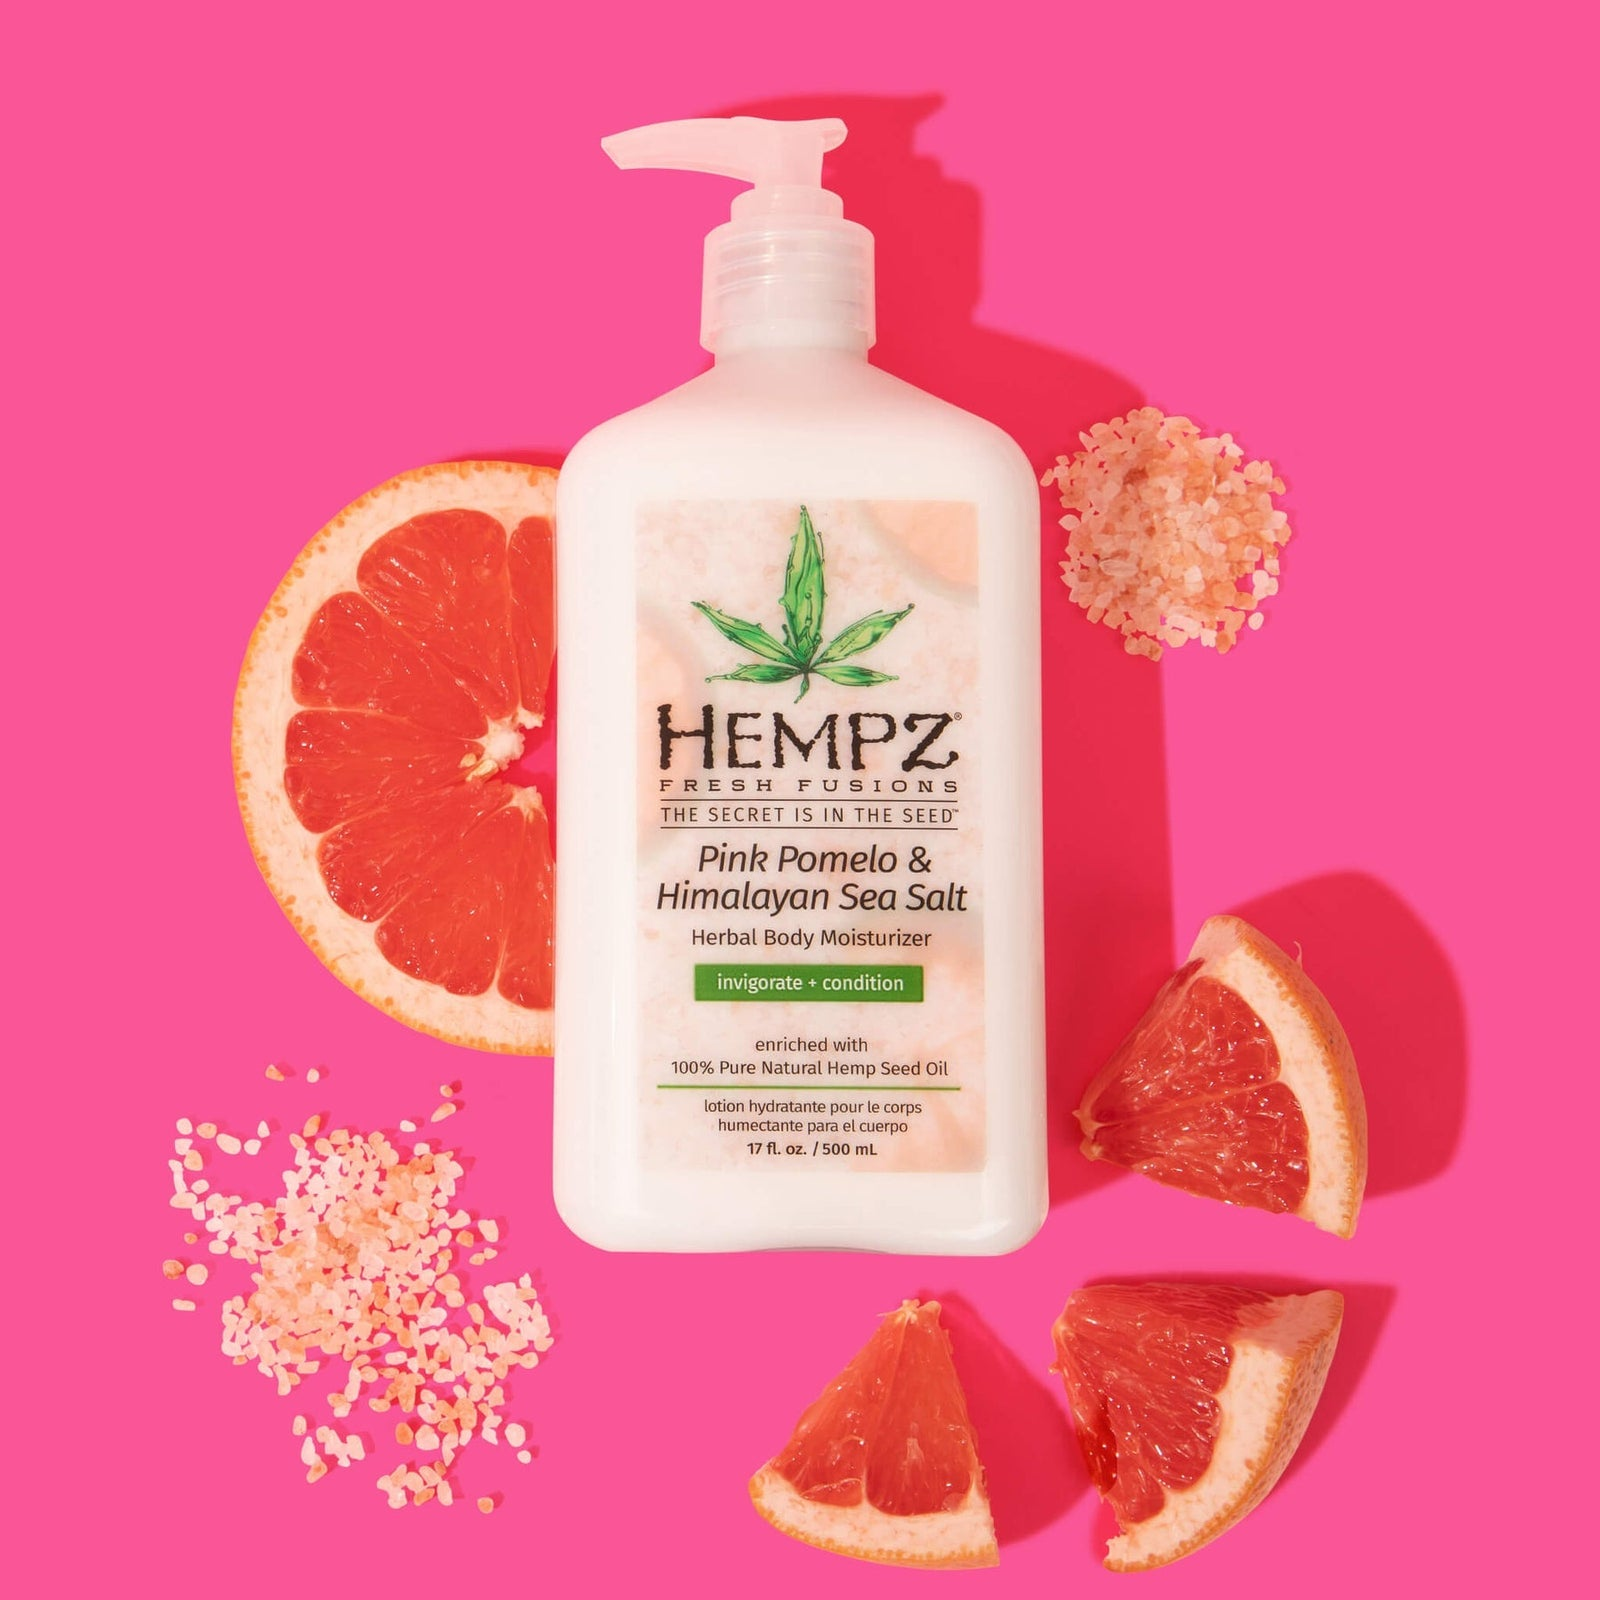 HEMPZ®
FRESH FUSIONS
THE SECRET IS IN THE SEED™
Pink Pomelo &
Himalayan Sea Salt
Herbal Body Moisturizer
invigorate + condition
enriched with
100% Pure Natural Hemp Seed Oil
lotion hydratante pour le corps
humectante para el cuerpo
17 fl. oz. / 500 mL